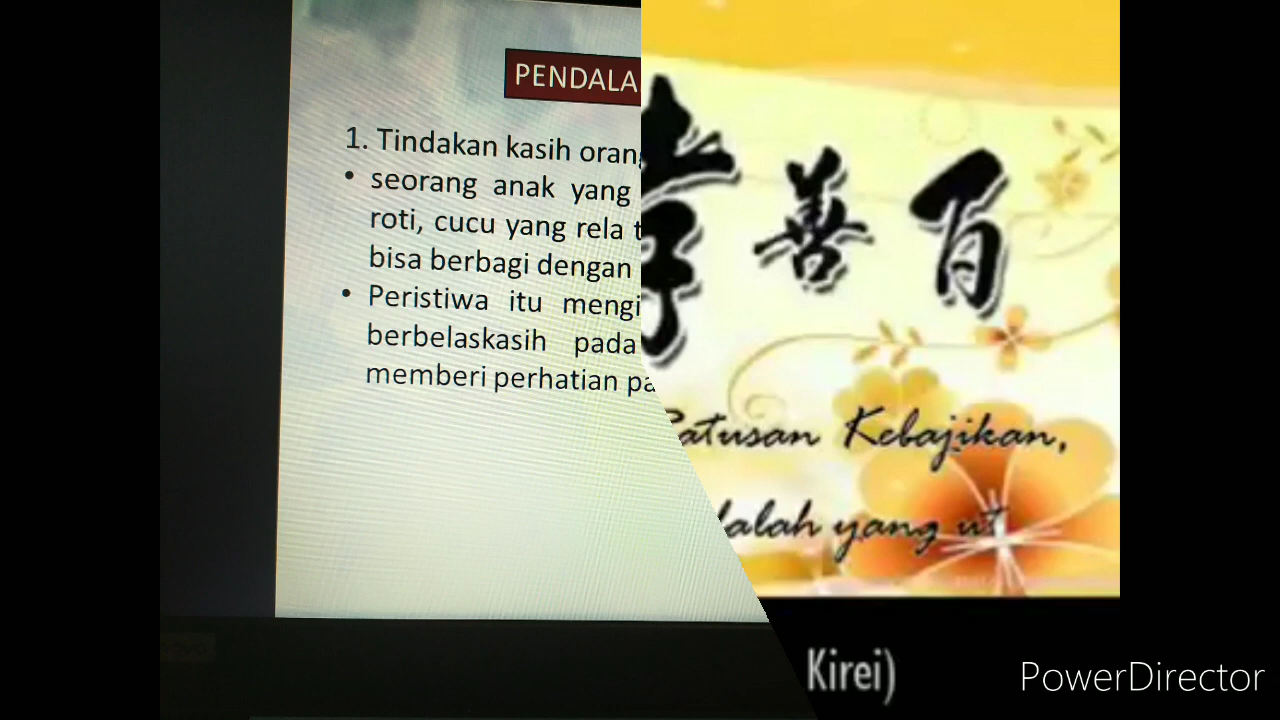 PENDALA
1. Tindakan kasih orang
• seorang anak yang
roti, cucu yang rela t
bisa berbagi dengan
• Peristiwa itu mengi
berbelaskasih pada
memberi perhatian pa
孝善百
Ratusan Kebajikan,
dalah yang ut
Kirei)
PowerDirector